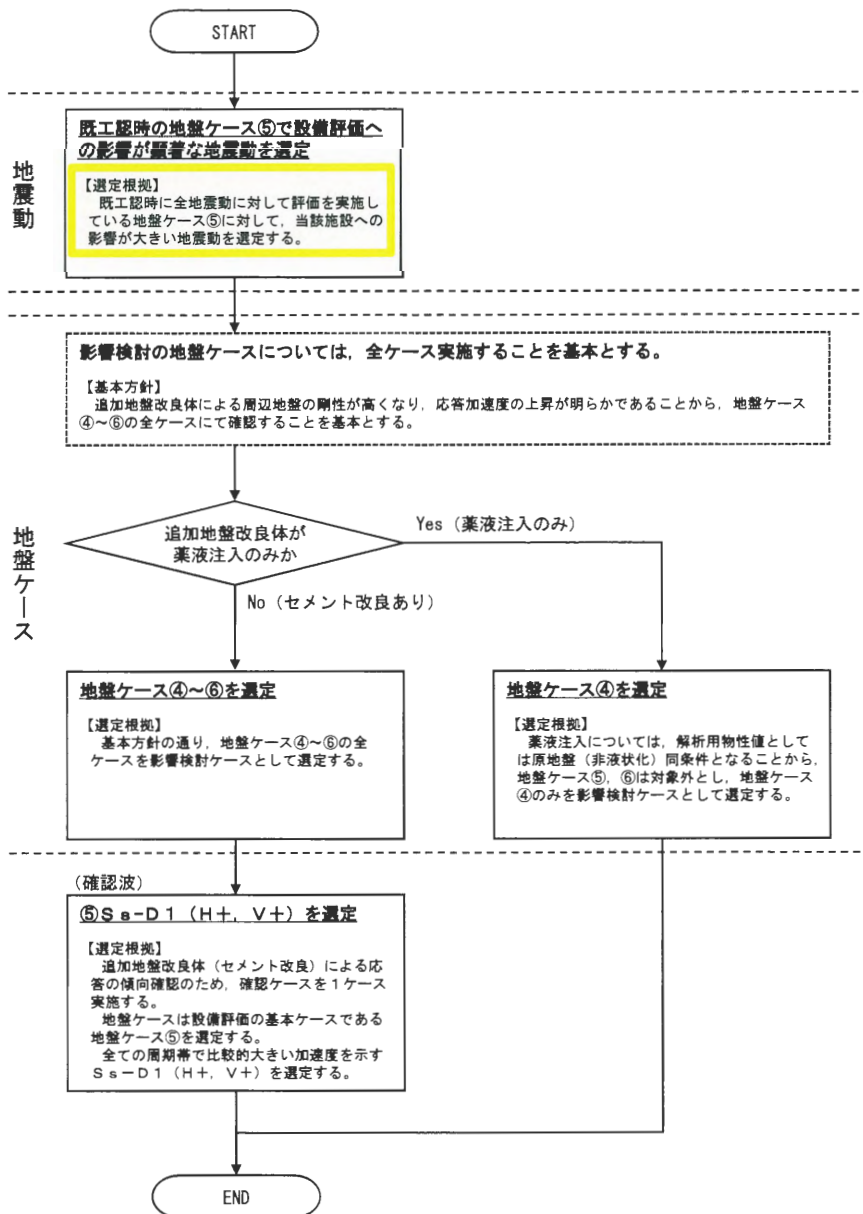 START
地震動
既工認時の地盤ケース⑤で設備評価へ
の影響が顕著な地震動を選定
【選定根拠】
既工認時に全地震動に対して評価を実施し
ている地盤ケース⑤に対して，当該施設への
影響が大きい地震動を選定する。
影響検討の地盤ケースについては，全ケース実施することを基本とする。
【基本方針】
追加地盤改良体による周辺地盤の剛性が高くなり，応答加速度の上昇が明らかであることから，地盤ケース
④～⑥の全ケースにて確認することを基本とする。
地盤ケース
追加地盤改良体が
薬液注入のみか
Yes（薬液注入のみ）
No（セメント改良あり）
地盤ケース④～⑥を選定
【選定根拠】
基本方針の通り，地盤ケース④～⑥の全
ケースを影響検討ケースとして選定する。
地盤ケース④を選定
【選定根拠】
薬液注入については，解析用物性値として
は原地盤（非液状化）同条件となることから，
地盤ケース⑤，⑥は対象外とし，地盤ケース
④のみを影響検討ケースとして選定する。
（確認波）
⑤Ｓｓ－Ｄ１（Ｈ＋，Ｖ＋）を選定
【選定根拠】
追加地盤改良体（セメント改良）による応
答の傾向確認のため，確認ケースを１ケース
実施する。
地盤ケースは設備評価の基本ケースである
地盤ケース⑤を選定する。
全ての周期帯で比較的大きい加速度を示す
Ｓｓ－Ｄ１（Ｈ＋，Ｖ＋）を選定する。
END